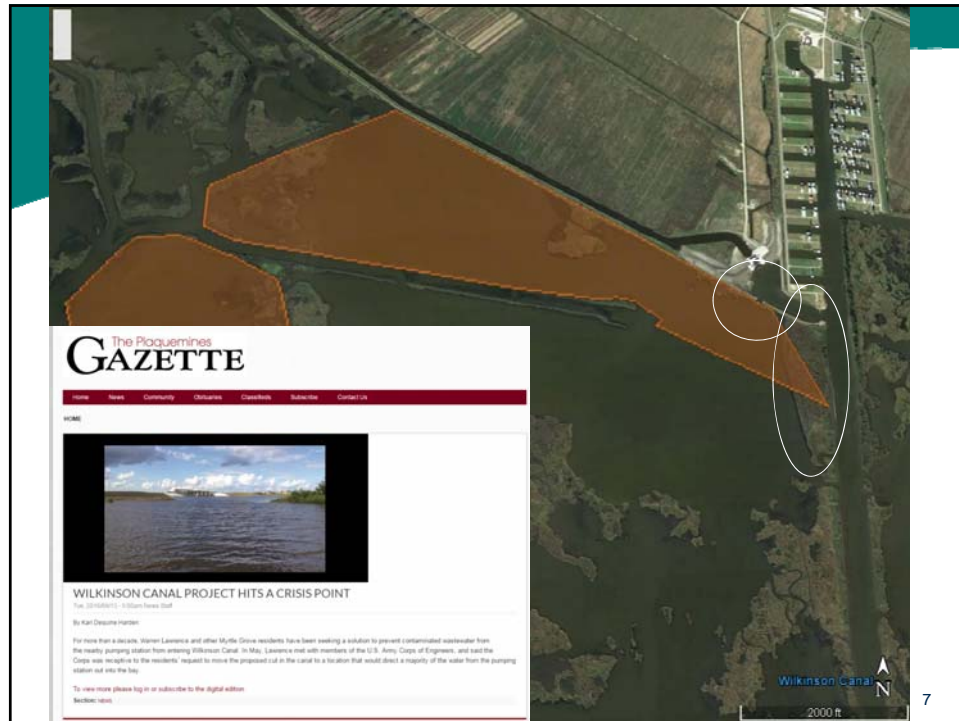 The Plaquemines
GAZETTE
Home News Community Obituaries Classifieds Subscribe Contact Us
HOME
WILKINSON CANAL PROJECT HITS A CRISIS POINT
Tue, 5:00am News Staff
By Kari Dequine Harden
For more than a decade, Warren Lawrence and other Myrtle Grove residents have been seeking a solution to prevent contaminated wastewater from
the nearby pumping station from entering Wilkinson Canal. In May, Lawrence met with members of the U.S. Army Corps of Engineers, and said the
Corps was receptive to the residents' request to move the proposed cut in the canal to a location that would direct a majority of the water from the pumping
station out into the bay.
To view more please log in or subscribe to the digital edition
Section: news
Wilkinson Canal
N
2000 ft
7